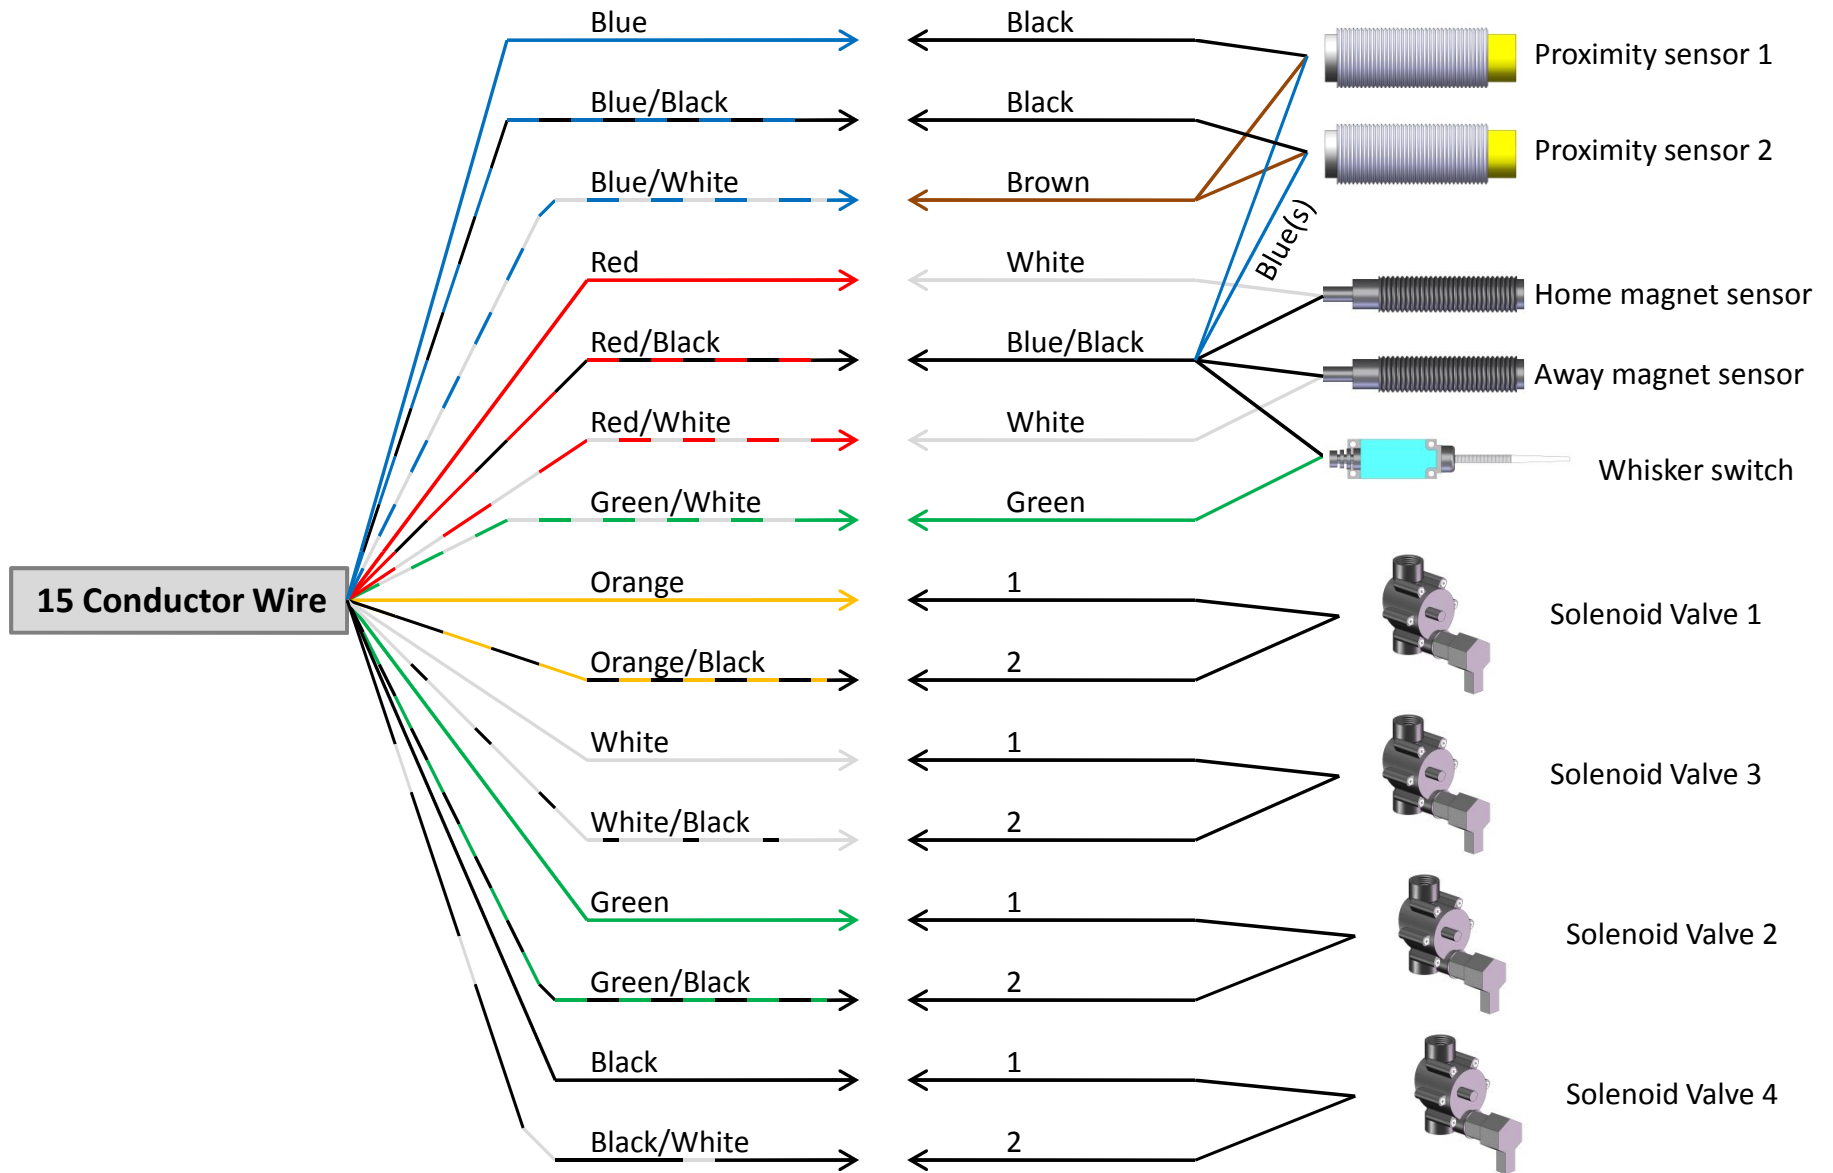 Blue
Black
Proximity sensor 1
Blue/Black
Black
Proximity sensor 2
Blue/White
Brown
Blue(s)
Red
White
Home magnet sensor
Red/Black
Blue/Black
Away magnet sensor
Red/White
White
Whisker switch
Green/White
Green
15 Conductor Wire
Orange
1
Solenoid Valve 1
Orange/Black
2
White
1
Solenoid Valve 3
White/Black
2
Green
1
Solenoid Valve 2
Green/Black
2
Black
1
Solenoid Valve 4
Black/White
2